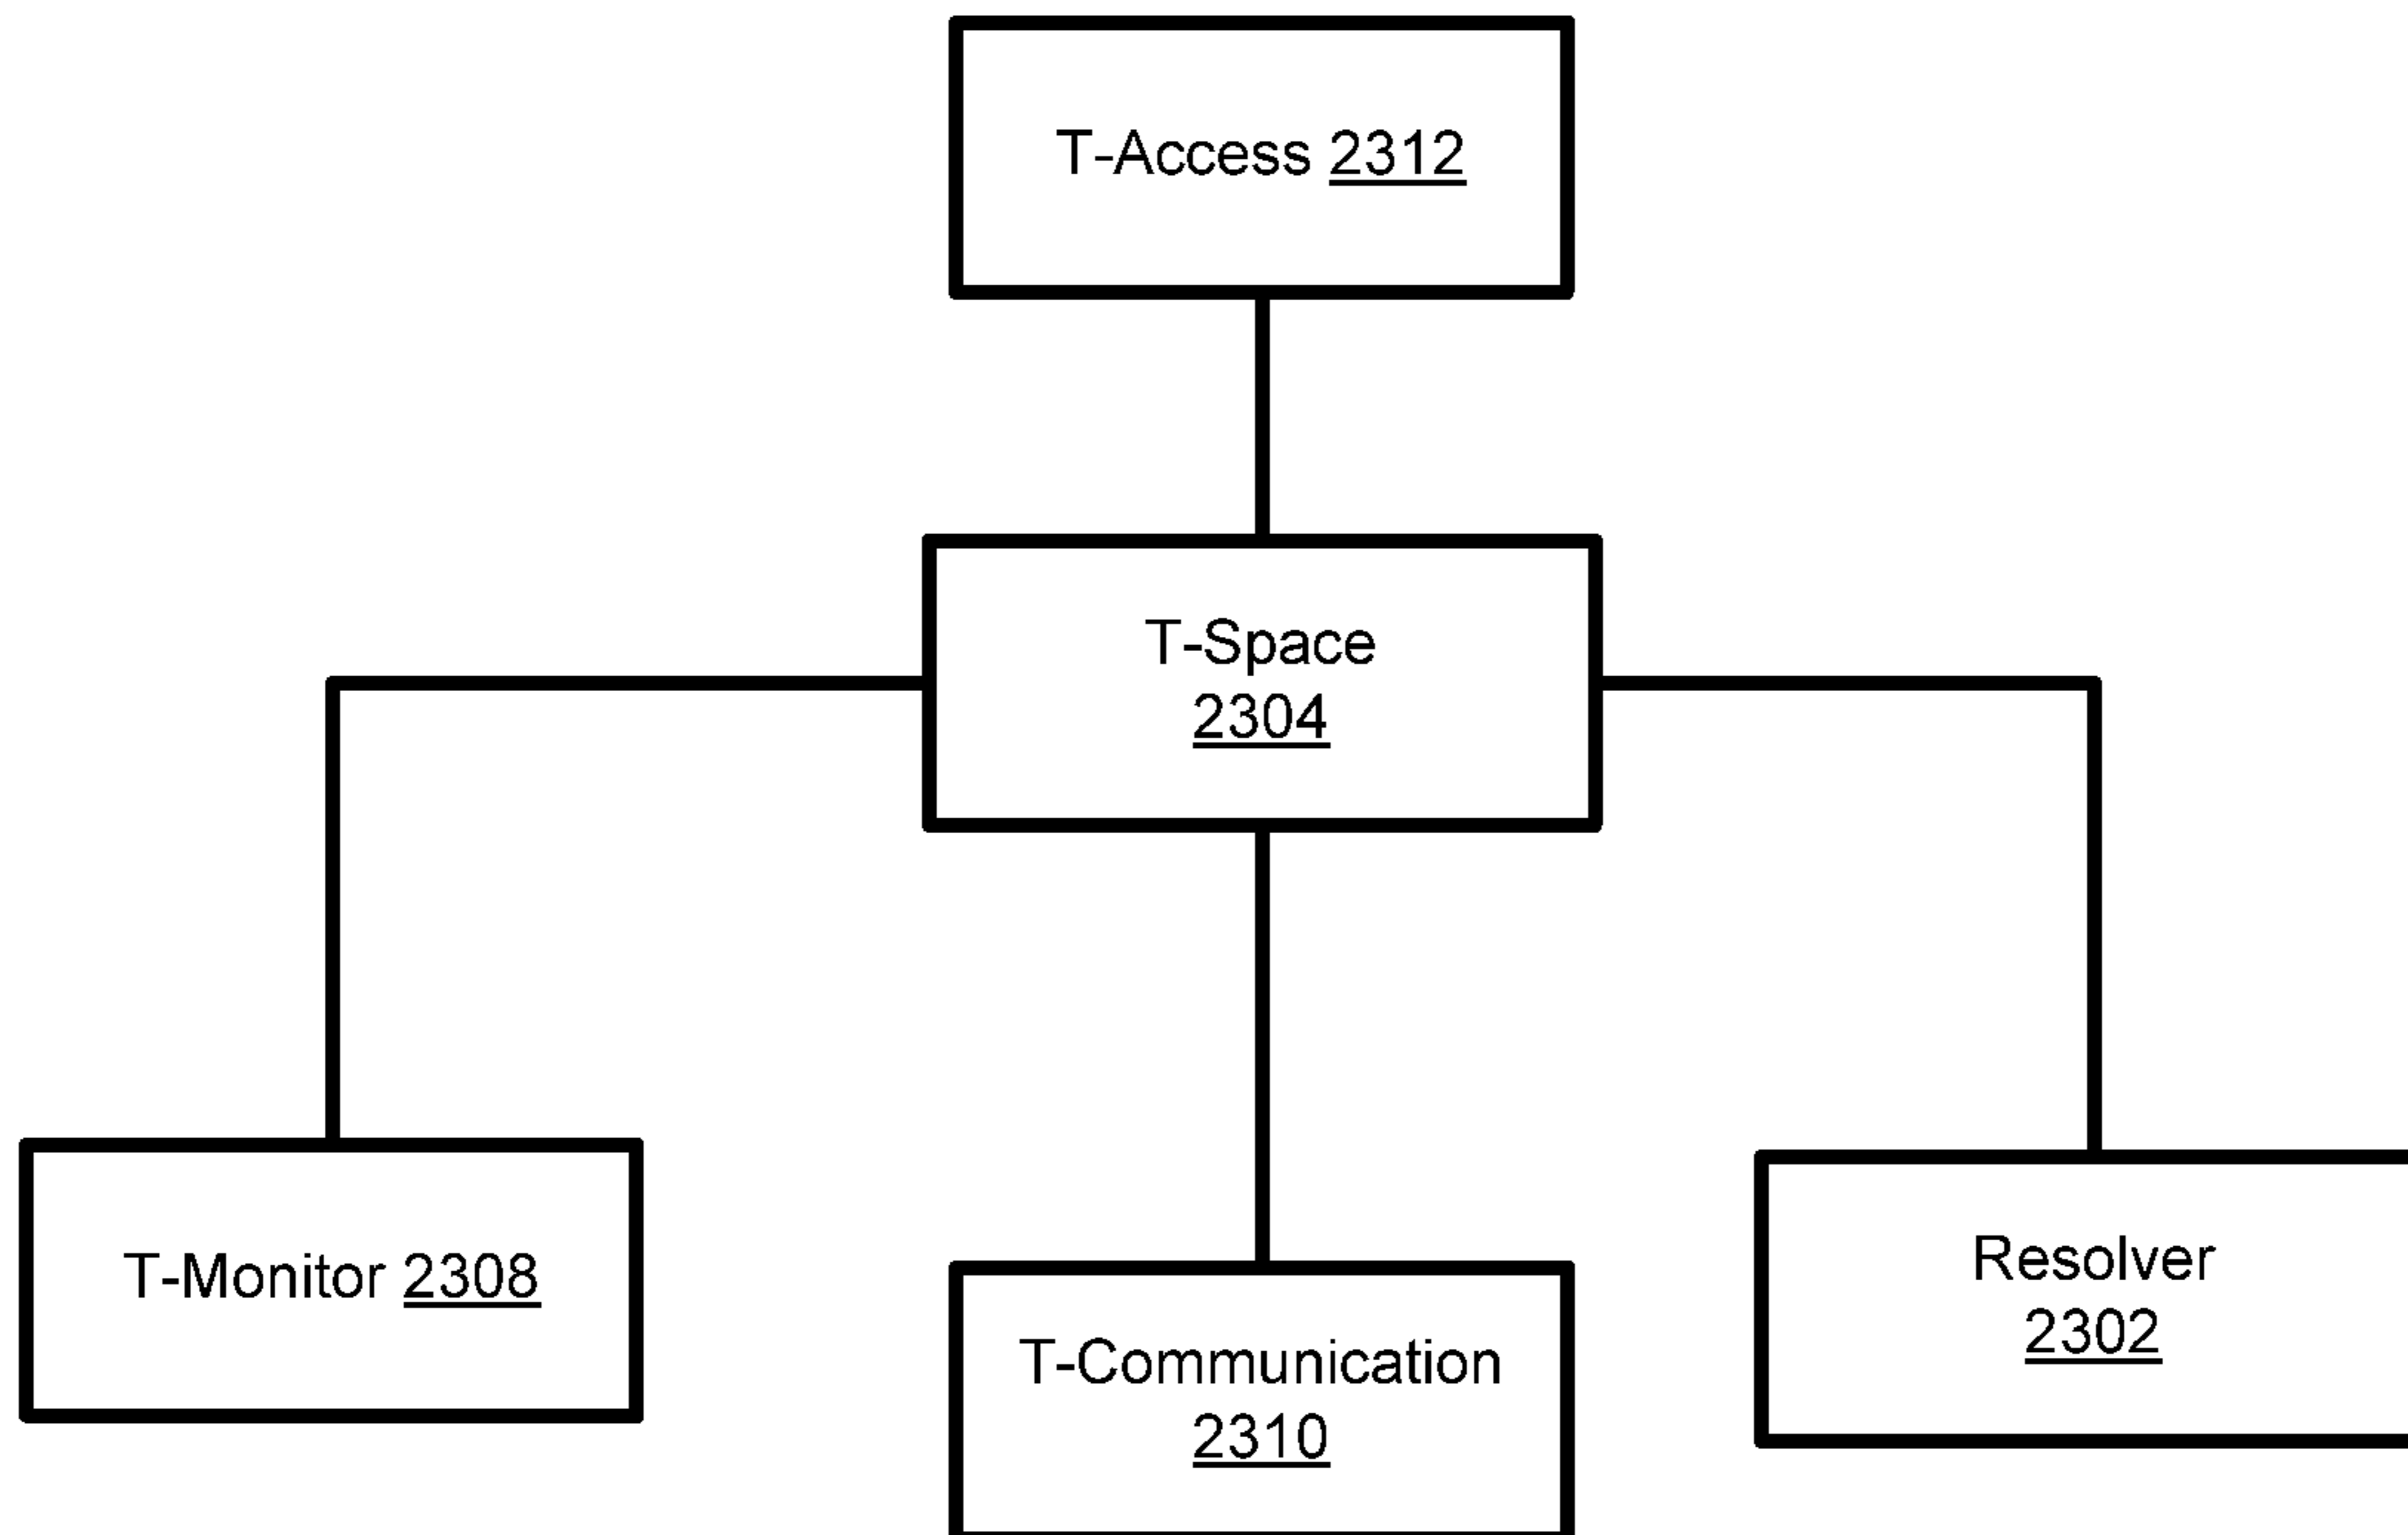 T-Access 2312
T-Space
2304
T-Monitor 2308
T-Communication
2310
Resolver
2302